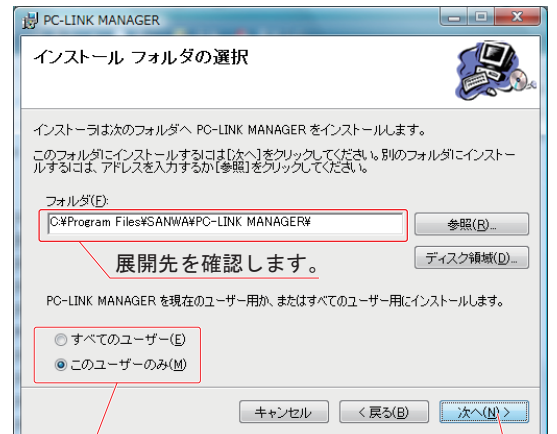 PC-LINK MANAGER
インストール フォルダの選択
インストーラは次のフォルダへ PC-LINK MANAGER をインストールします。
このフォルダにインストールするには[次へ]をクリックしてください。別のフォルダにインストー
ルするには、アドレスを入力するか[参照]をクリックしてください。
フォルダ(F):
C:¥Program Files¥SANWA¥PC-LINK MANAGER¥
参照(R)...
展開先を確認します。
ディスク領域(D)...
PC-LINK MANAGER を現在のユーザー用か、またはすべてのユーザー用にインストールします。
すべてのユーザー(E)
このユーザーのみ(M)
キャンセル
< 戻る(B)
次へ(N) >